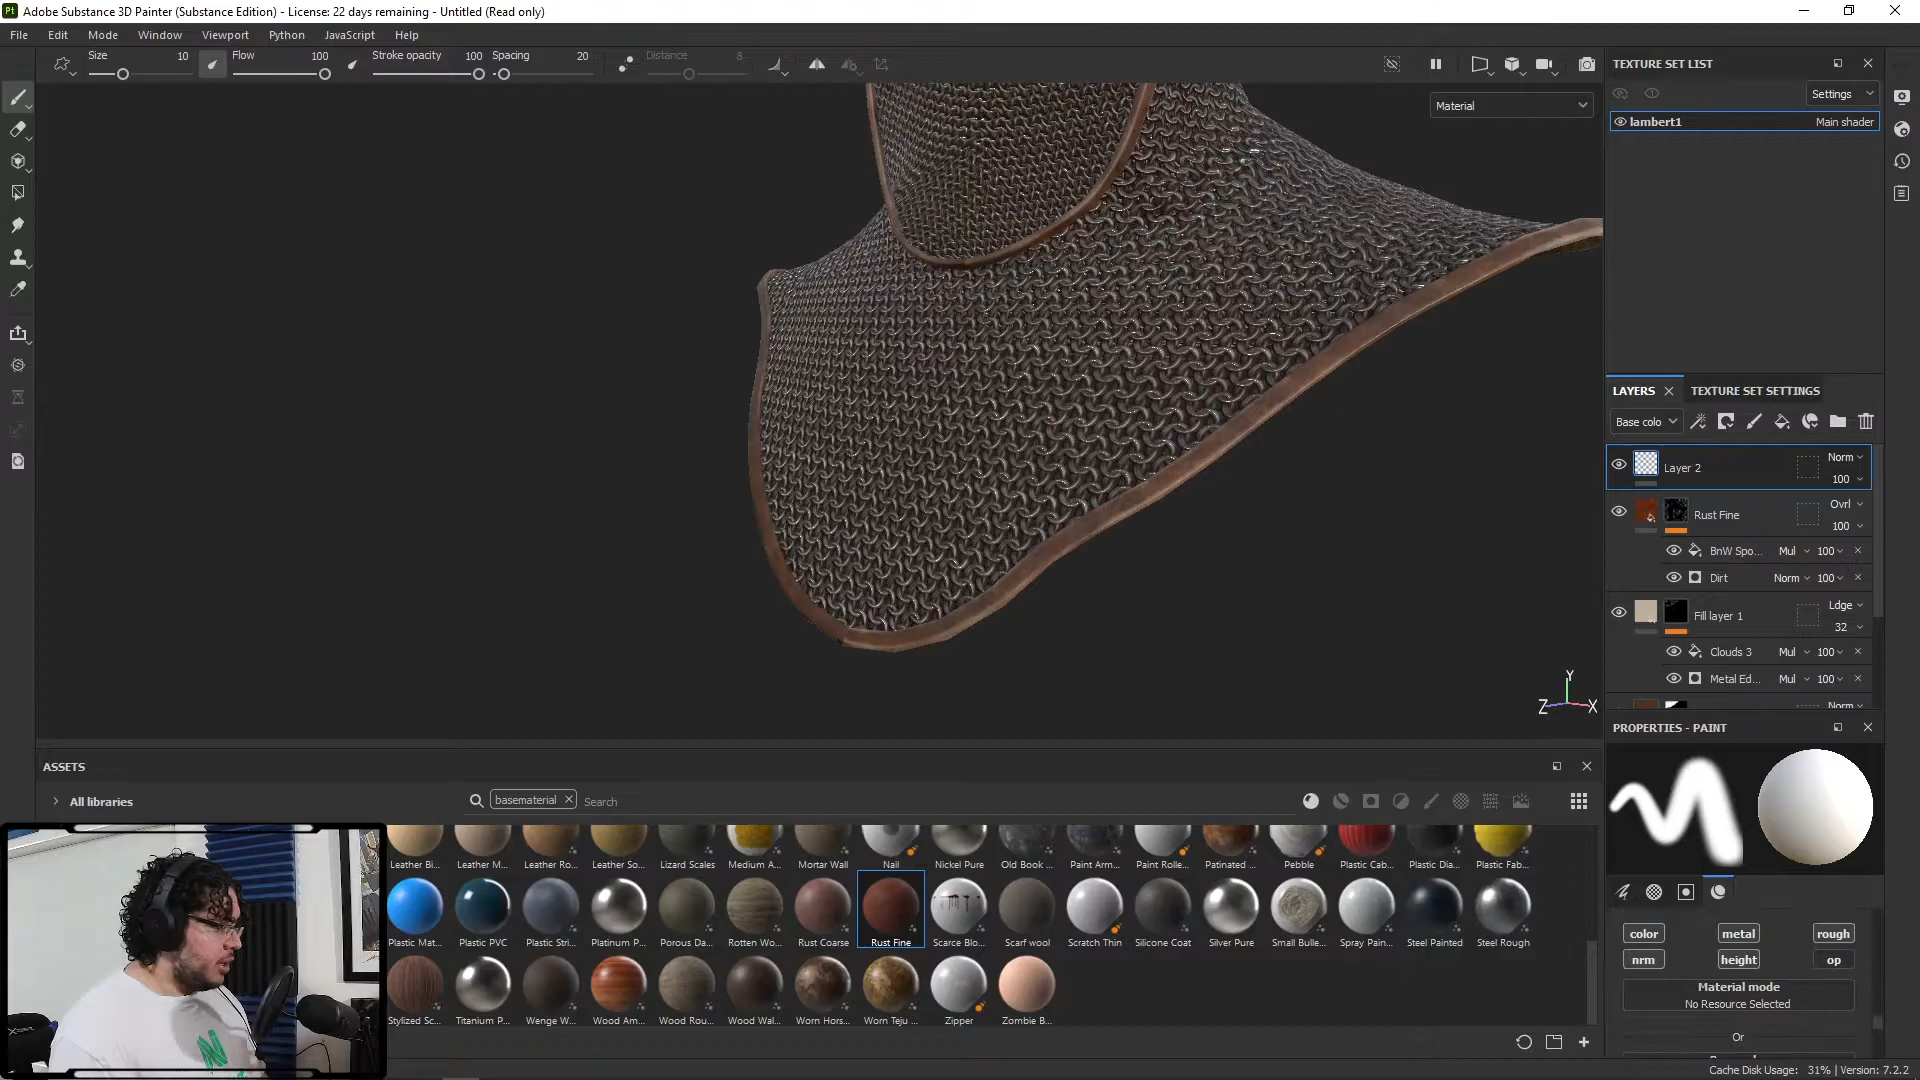 Pt Adobe Substance 3D Painter (Substance Edition) - License: 22 days remaining - Untitled (Read only)
File Edit Mode Window Viewport Python JavaScript Help
Size 10 Flow 100 Stroke opacity 100 Spacing 20 Distance 8
Material
TEXTURE SET LIST
Settings
lambert1 Main shader
LAYERS TEXTURE SET SETTINGS
Base colo
Layer 2 Norm 100
Rust Fine Ovrl 100
BnW Spo... Mul 100
Dirt Norm 100
Fill layer 1 Ldge 32
Clouds 3 Mul 100
Metal Ed... Mul 100
Norm
Y
Z X
PROPERTIES - PAINT
color metal rough
nrm height op
Material mode
No Resource Selected
Or
ASSETS
All libraries
basematerial Search
Leather Bi... Leather M... Leather Ro... Leather So... Lizard Scales Medium A... Mortar Wall Nail Nickel Pure Old Book ... Paint Arm... Paint Rolle... Patinated ... Pebble Plastic Cab... Plastic Dia... Plastic Fab...
Plastic Mat... Plastic PVC Plastic Stri... Platinum P... Porous Da... Rotten Wo... Rust Coarse Rust Fine Scarce Blo... Scarf wool Scratch Thin Silicone Coat Silver Pure Small Bulle... Spray Pain... Steel Painted Steel Rough
Stylized Sc... Titanium P... Wenge W... Wood Am... Wood Rou... Wood Wal... Worn Hors... Worn Teju ... Zipper Zombie B...
Cache Disk Usage: 31% | Version: 7.2.2